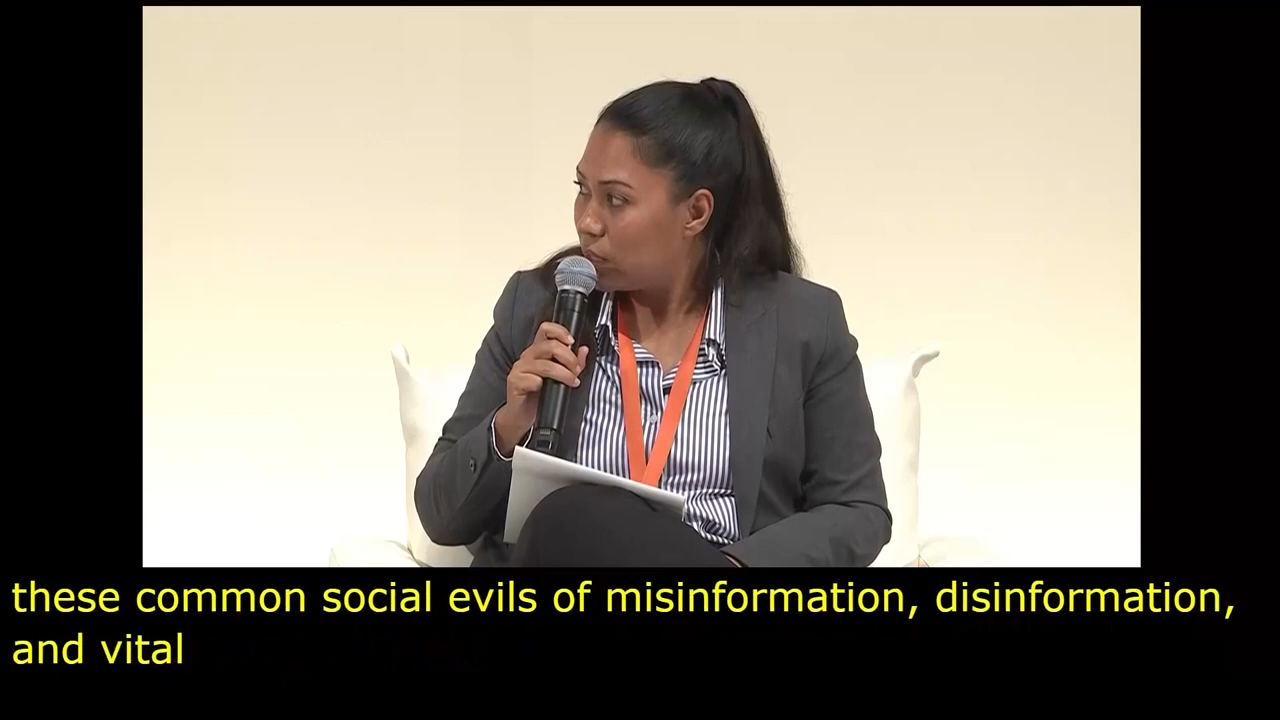 these common social evils of misinformation, disinformation,
and vital